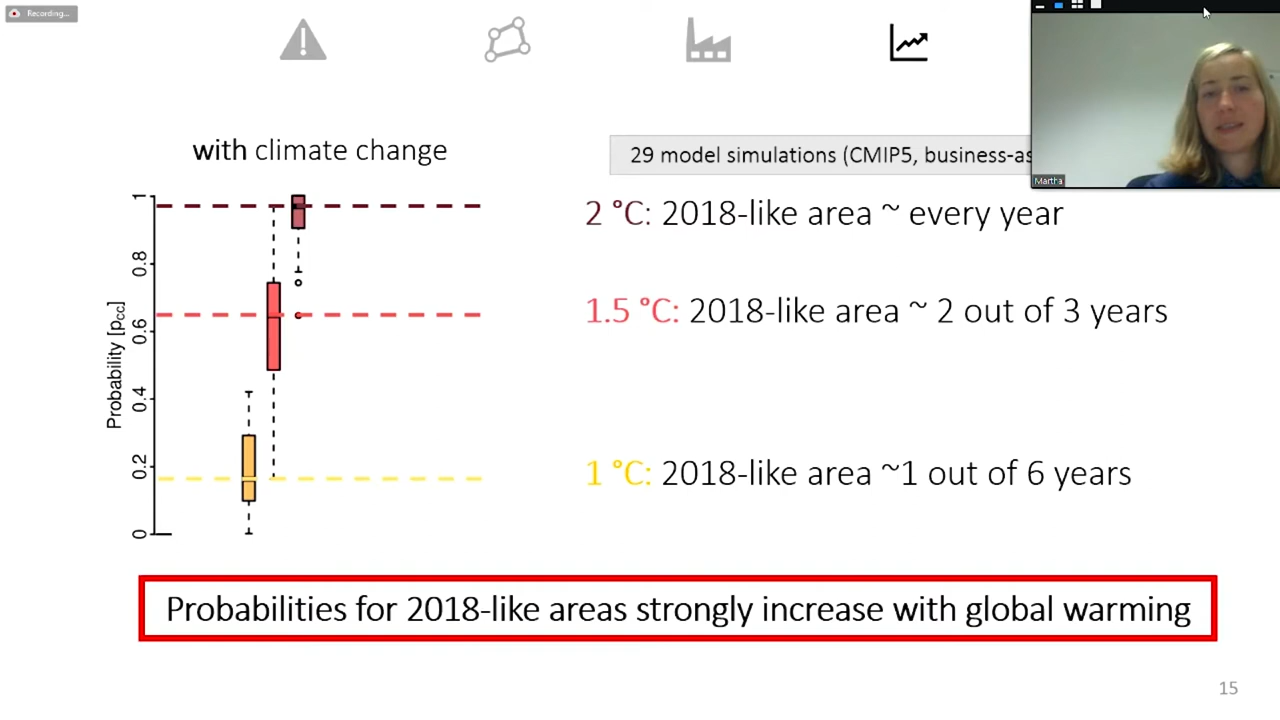 Recording...
with climate change
29 model simulations (CMIP5, business-as
Martha
2 °C: 2018-like area ~ every year
1.5 °C: 2018-like area ~ 2 out of 3 years
1 °C: 2018-like area ~1 out of 6 years
Probability [pcc]
1
0.8
0.6
0.4
0.2
0
Probabilities for 2018-like areas strongly increase with global warming
15